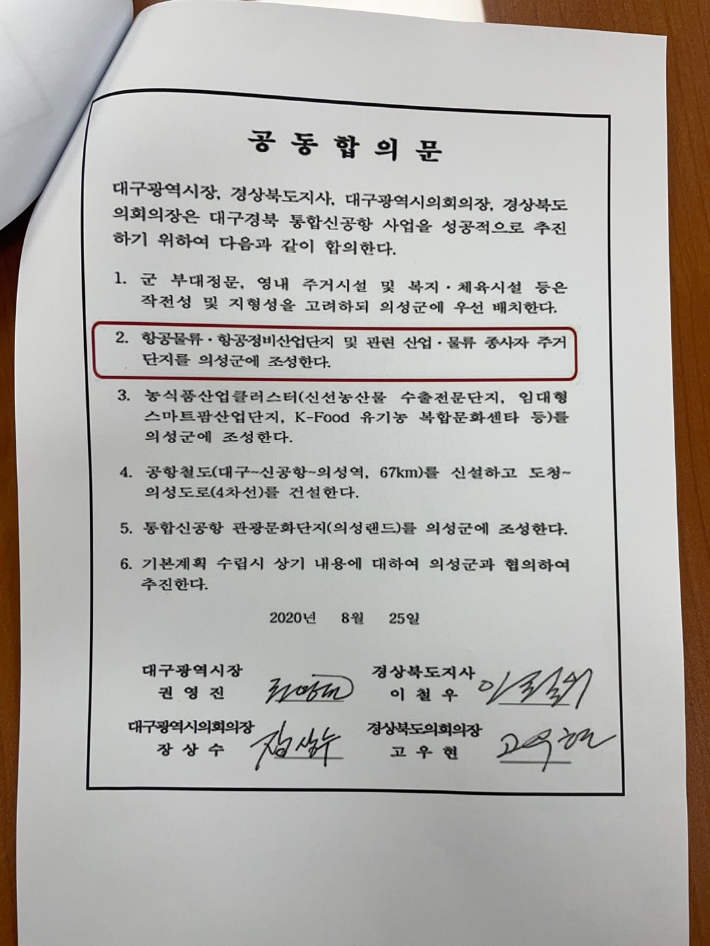 공동합의문
대구광역시장, 경상북도지사, 대구광역시의회의장, 경상북도
의회의장은 대구경북 통합신공항 사업을 성공적으로 추진
하기 위하여 다음과 같이 합의한다.
1. 군 부대정문, 영내 주거시설 및 복지·체육시설 등은
작전성 및 지형성을 고려하되 의성군에 우선 배치한다.
2. 항공물류·항공정비산업단지 및 관련 산업·물류 종사자 주거
단지를 의성군에 조성한다.
3. 농식품산업클러스터(신선농산물 수출전문단지, 임대형
스마트팜산업단지, K-Food 유기농 복합문화센타 등)를
의성군에 조성한다.
4. 공항철도(대구~신공항~의성역, 67km)를 신설하고 도청~
의성도로(4차선)를 건설한다.
5. 통합신공항 관광문화단지(의성랜드)를 의성군에 조성한다.
6. 기본계획 수립시 상기 내용에 대하여 의성군과 협의하여
추진한다.
2020년 8월 25일
대구광역시장 경상북도지사
권영진 권영진 이철우 이철우
대구광역시의회의장 경상북도의회의장
장상수 장상수 고우현 고우현